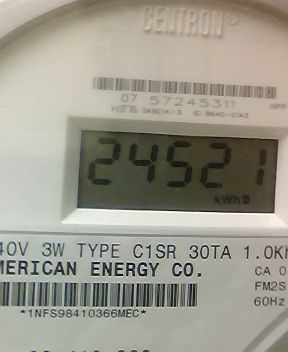 CENTRON
07 57245311
24521
kWh
40V 3W TYPE C1SR 30TA 1.0K
MERICAN ENERGY CO.
CA 0
FM2S
60Hz
*1NFS98410366MEC*